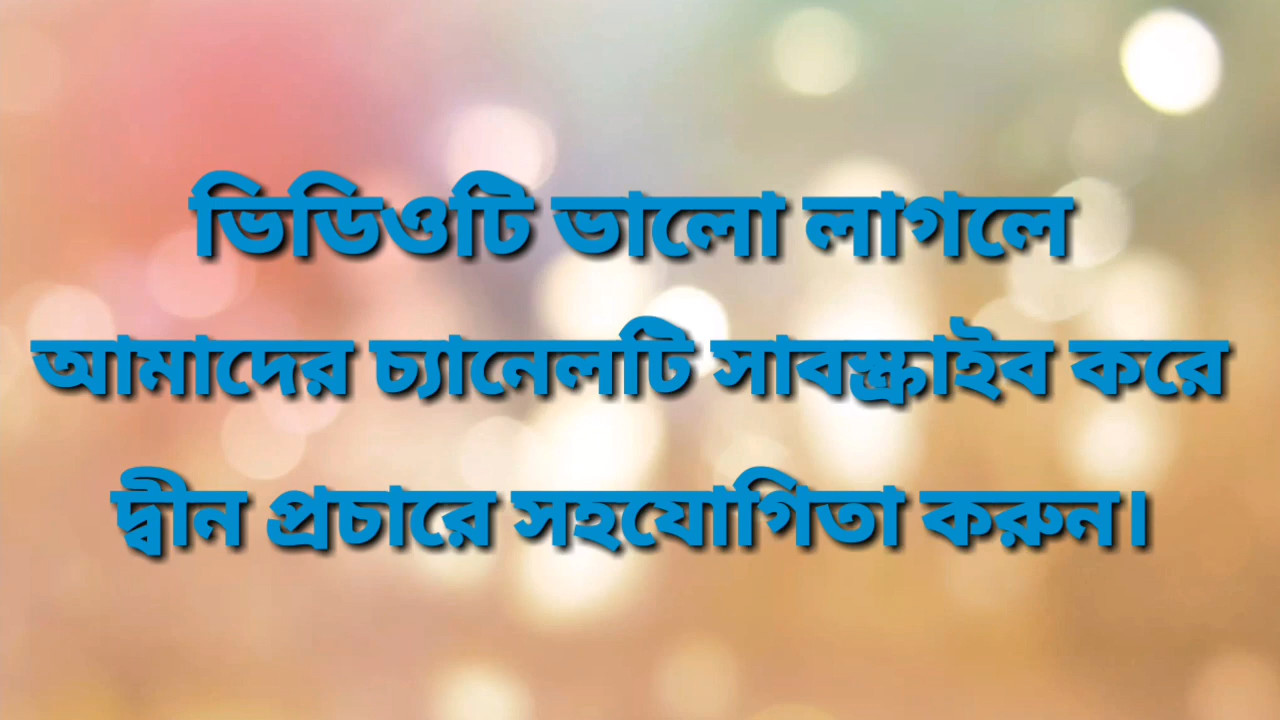 ভিডিওটি ভালো লাগলে
আমাদের চ্যানেলটি সাবস্ক্রাইব করে
দ্বীন প্রচারে সহযোগিতা করুন।